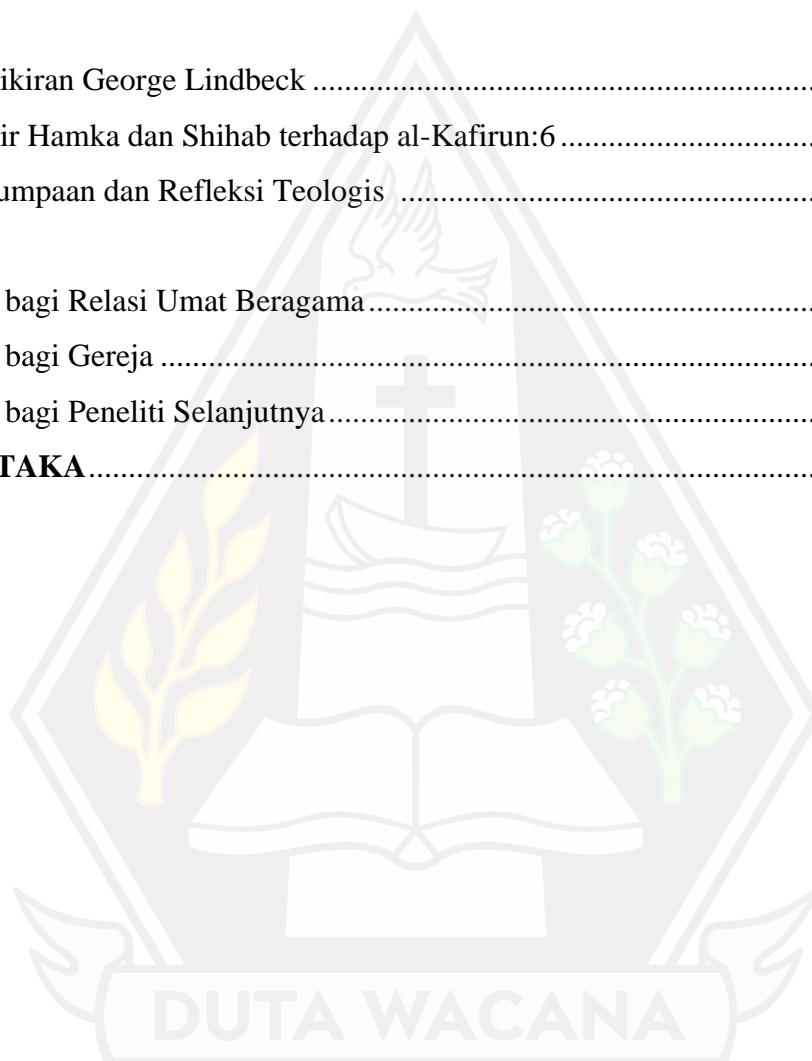 ikiran George Lindbeck ........................................................................
ir Hamka dan Shihab terhadap al-Kafirun:6 ....................................
umpaan dan Refleksi Teologis ............................................................
bagi Relasi Umat Beragama................................................................
bagi Gereja ..........................................................................................
bagi Peneliti Selanjutnya......................................................................
TAKA....................................................................................................
DUTA WACANA